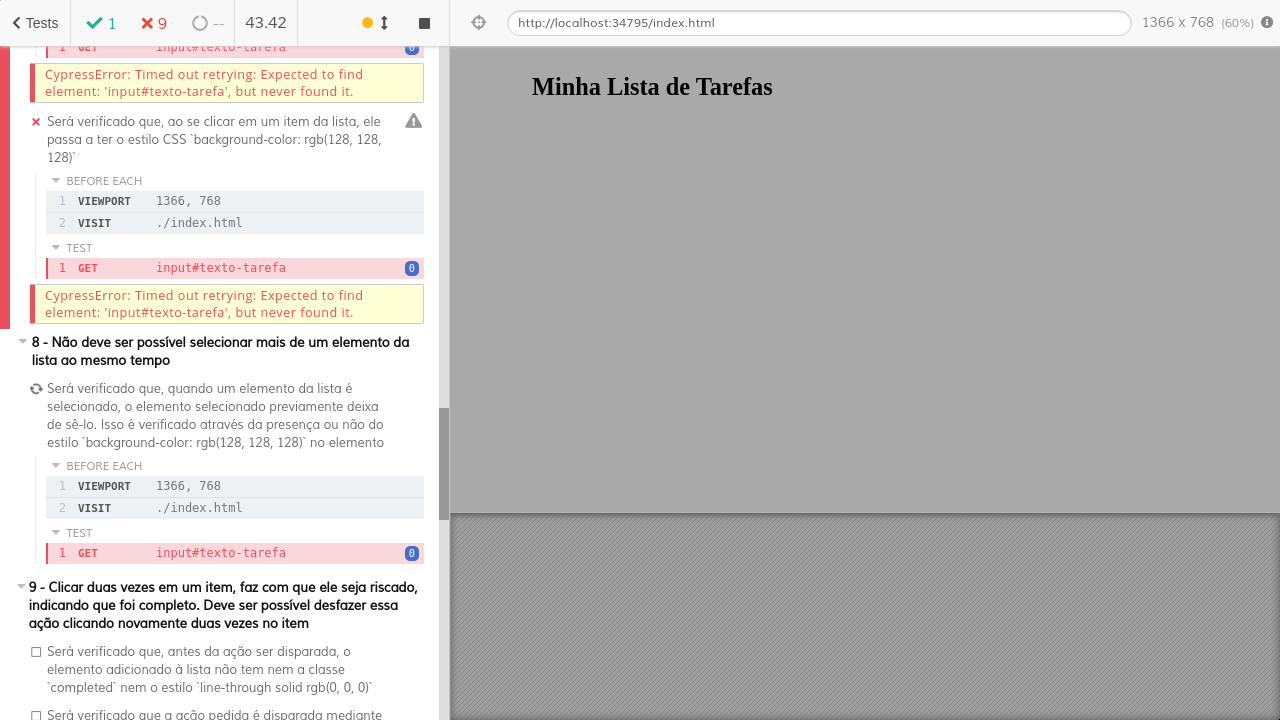 Tests
1
9
--
43.42
http://localhost:34795/index.html
1366 x 768 (60%)
1 GET input#texto-tarefa 0
CypressError: Timed out retrying: Expected to find
element: 'input#texto-tarefa', but never found it.
Será verificado que, ao se clicar em um item da lista, ele
passa a ter o estilo CSS `background-color: rgb(128, 128,
128)`
BEFORE EACH
1 VIEWPORT 1366, 768
2 VISIT ./index.html
TEST
1 GET input#texto-tarefa 0
CypressError: Timed out retrying: Expected to find
element: 'input#texto-tarefa', but never found it.
8 - Não deve ser possível selecionar mais de um elemento da
lista ao mesmo tempo
Será verificado que, quando um elemento da lista é
selecionado, o elemento selecionado previamente deixa
de sê-lo. Isso é verificado através da presença ou não do
estilo `background-color: rgb(128, 128, 128)` no elemento
BEFORE EACH
1 VIEWPORT 1366, 768
2 VISIT ./index.html
TEST
1 GET input#texto-tarefa 0
9 - Clicar duas vezes em um item, faz com que ele seja riscado,
indicando que foi completo. Deve ser possível desfazer essa
ação clicando novamente duas vezes no item
Será verificado que, antes da ação ser disparada, o
elemento adicionado à lista não tem nem a classe
`completed` nem o estilo `line-through solid rgb(0, 0, 0)`
Será verificado que a ação pedida é disparada mediante
Minha Lista de Tarefas